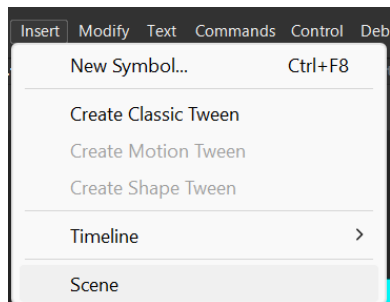 Insert Modify Text Commands Control Deb
New Symbol... Ctrl+F8
Create Classic Tween
Create Motion Tween
Create Shape Tween
Timeline
Scene